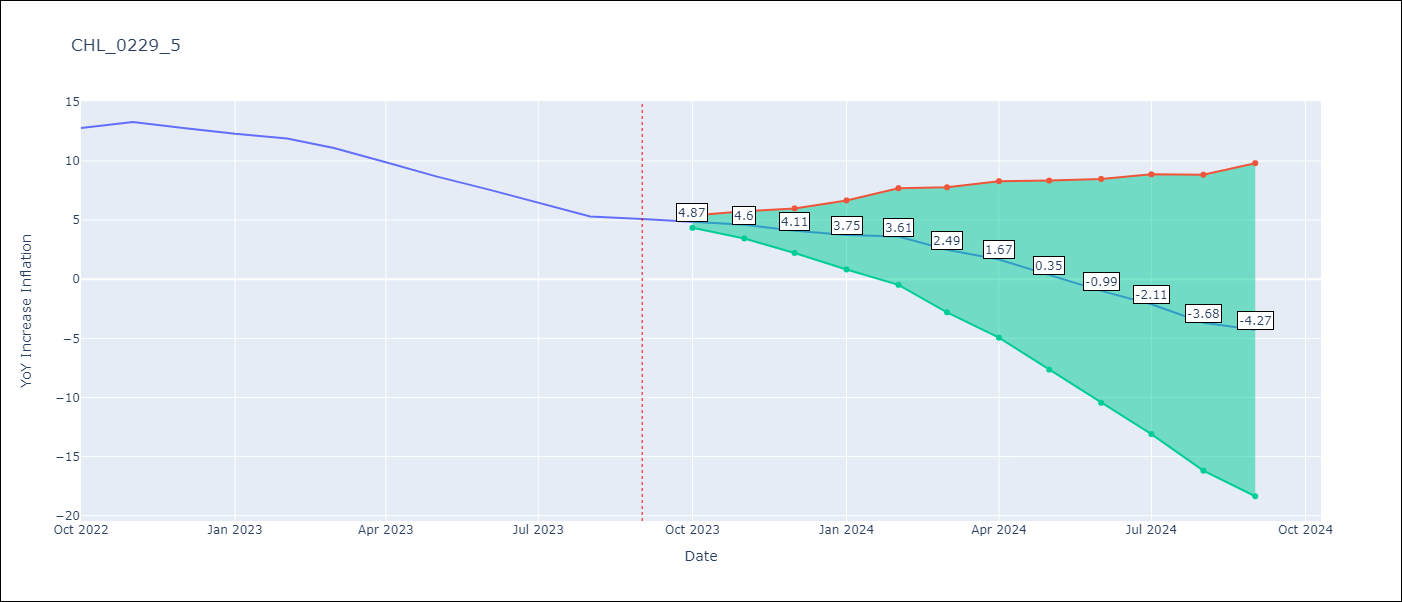 CHL_0229_5
YoY Increase Inflation
15
10
5
0
−5
−10
−15
−20
4.87
4.6
4.11
3.75
3.61
2.49
1.67
0.35
-0.99
-2.11
-3.68
-4.27
Oct 2022
Jan 2023
Apr 2023
Jul 2023
Oct 2023
Jan 2024
Apr 2024
Jul 2024
Oct 2024
Date